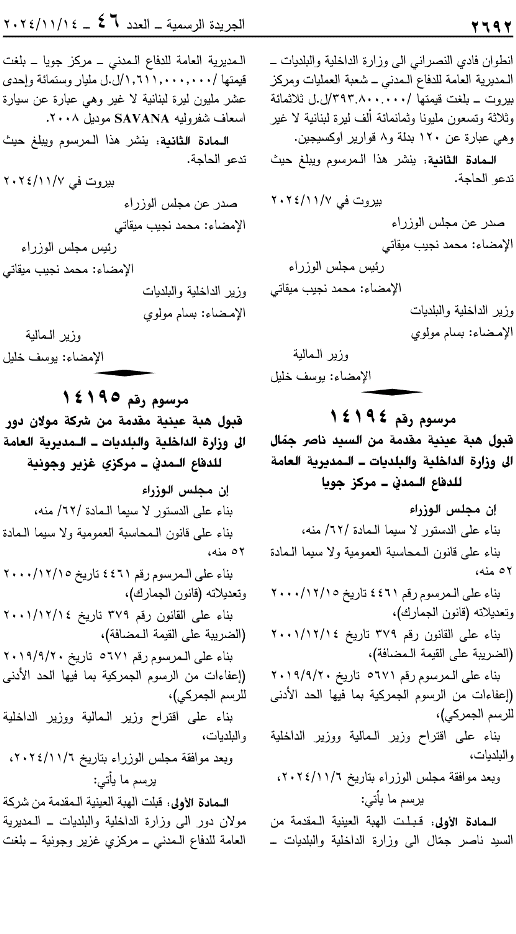 ٢٦٩٢
الجريدة الرسمية ــ العدد ٤٦ ــ ٢٠٢٤/١١/١٤
انطوان فادي النصراني الى وزارة الداخلية والبلديات ــ
المديرية العامة للدفاع المدني ــ شعبة العمليات ومركز
بيروت ــ بلغت قيمتها /٣٩٣,٨٠٠,٠٠٠/ل.ل ثلاثمائة
وثلاثة وتسعون مليونا وثمانمائة ألف ليرة لبنانية لا غير
وهي عبارة عن ١٢٠ بدلة و٨ قوارير اوكسيجين.
المادة الثانية: ينشر هذا المرسوم ويبلغ حيث
تدعو الحاجة.
بيروت في ٢٠٢٤/١١/٧
صدر عن مجلس الوزراء
الإمضاء: محمد نجيب ميقاتي
رئيس مجلس الوزراء
الإمضاء: محمد نجيب ميقاتي
وزير الداخلية والبلديات
الإمضاء: بسام مولوي
وزير المالية
الإمضاء: يوسف خليل
مرسوم رقم ١٤١٩٤
قبول هبة عينية مقدمة من السيد ناصر جمّال
الى وزارة الداخلية والبلديات ــ المديرية العامة
للدفاع المدني ــ مركز جويا
إن مجلس الوزراء
بناء على الدستور لا سيما المادة /٦٢/ منه،
بناء على قانون المحاسبة العمومية ولا سيما المادة
٥٢ منه،
بناء على المرسوم رقم ٤٤٦١ تاريخ ٢٠٠٠/١٢/١٥
وتعديلاته (قانون الجمارك)،
بناء على القانون رقم ٣٧٩ تاريخ ٢٠٠١/١٢/١٤
(الضريبة على القيمة المضافة)،
بناء على المرسوم رقم ٥٦٧١ تاريخ ٢٠١٩/٩/٢٠
(إعفاءات من الرسوم الجمركية بما فيها الحد الأدنى
للرسم الجمركي)،
بناء على اقتراح وزير المالية ووزير الداخلية
والبلديات،
وبعد موافقة مجلس الوزراء بتاريخ ٢٠٢٤/١١/٦،
يرسم ما يأتي:
المادة الأولى: قبلت الهبة العينية المقدمة من
السيد ناصر جمّال الى وزارة الداخلية والبلديات ــ
المديرية العامة للدفاع المدني ــ مركز جويا ــ بلغت
قيمتها /١,٦١١,٠٠٠,٠٠٠/ل.ل مليار وستمائة وإحدى
عشر مليون ليرة لبنانية لا غير وهي عبارة عن سيارة
اسعاف شفروليه SAVANA موديل ٢٠٠٨.
المادة الثانية: ينشر هذا المرسوم ويبلغ حيث
تدعو الحاجة.
بيروت في ٢٠٢٤/١١/٧
صدر عن مجلس الوزراء
الإمضاء: محمد نجيب ميقاتي
رئيس مجلس الوزراء
الإمضاء: محمد نجيب ميقاتي
وزير الداخلية والبلديات
الإمضاء: بسام مولوي
وزير المالية
الإمضاء: يوسف خليل
مرسوم رقم ١٤١٩٥
قبول هبة عينية مقدمة من شركة مولان دور
الى وزارة الداخلية والبلديات ــ المديرية العامة
للدفاع المدني ــ مركزي غزير وجونية
إن مجلس الوزراء
بناء على الدستور لا سيما المادة /٦٢/ منه،
بناء على قانون المحاسبة العمومية ولا سيما المادة
٥٢ منه،
بناء على المرسوم رقم ٤٤٦١ تاريخ ٢٠٠٠/١٢/١٥
وتعديلاته (قانون الجمارك)،
بناء على القانون رقم ٣٧٩ تاريخ ٢٠٠١/١٢/١٤
(الضريبة على القيمة المضافة)،
بناء على المرسوم رقم ٥٦٧١ تاريخ ٢٠١٩/٩/٢٠
(إعفاءات من الرسوم الجمركية بما فيها الحد الأدنى
للرسم الجمركي)،
بناء على اقتراح وزير المالية ووزير الداخلية
والبلديات،
وبعد موافقة مجلس الوزراء بتاريخ ٢٠٢٤/١١/٦،
يرسم ما يأتي:
المادة الأولى: قبلت الهبة العينية المقدمة من شركة
مولان دور الى وزارة الداخلية والبلديات ــ المديرية
العامة للدفاع المدني ــ مركزي غزير وجونية ــ بلغت